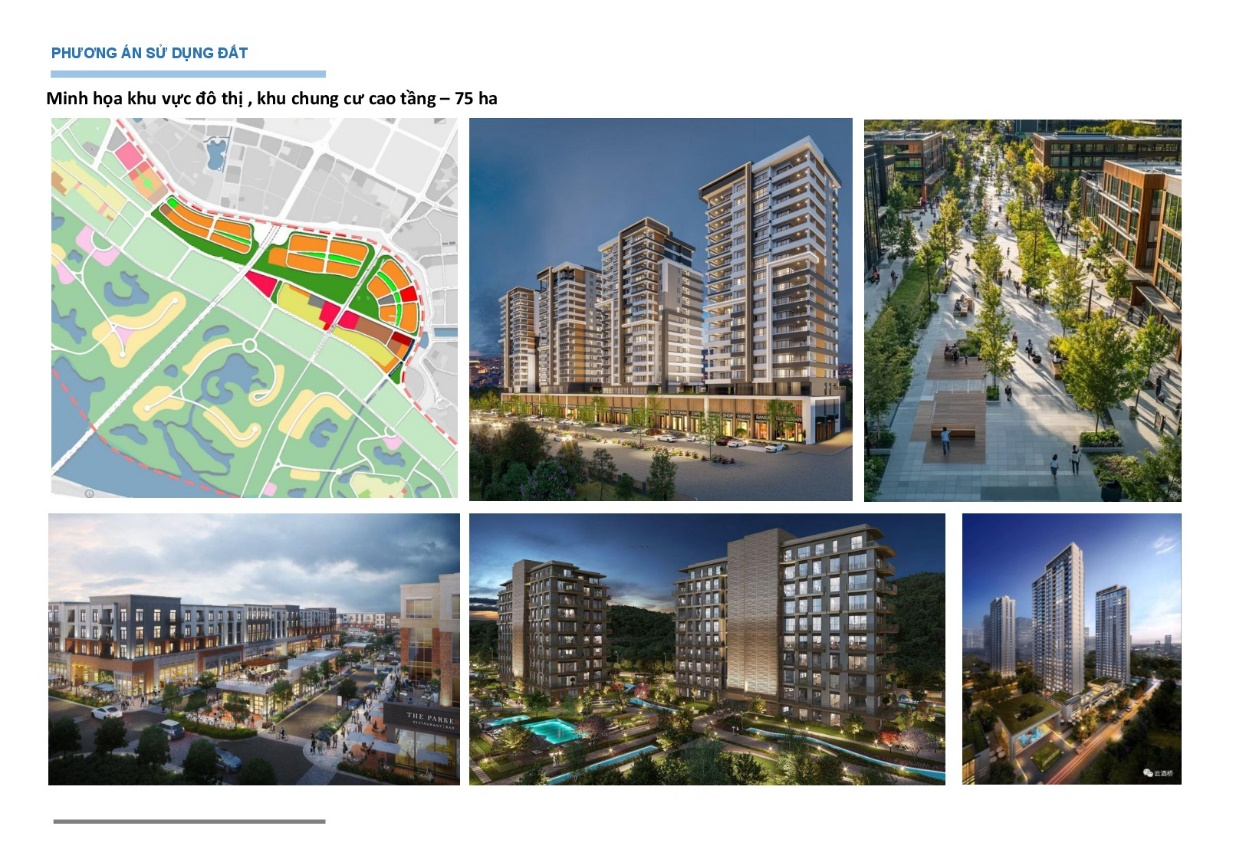 PHƯƠNG ÁN SỬ DỤNG ĐẤT
Minh họa khu vực đô thị , khu chung cư cao tầng – 75 ha
THE PARKE